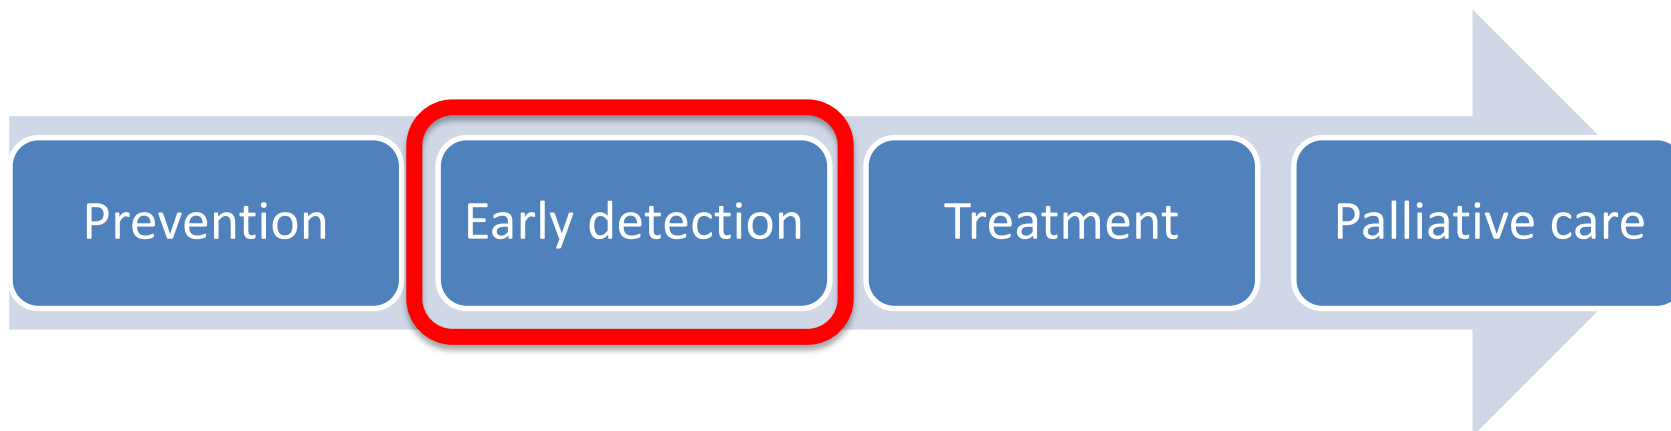 Prevention
Early detection
Treatment
Palliative care